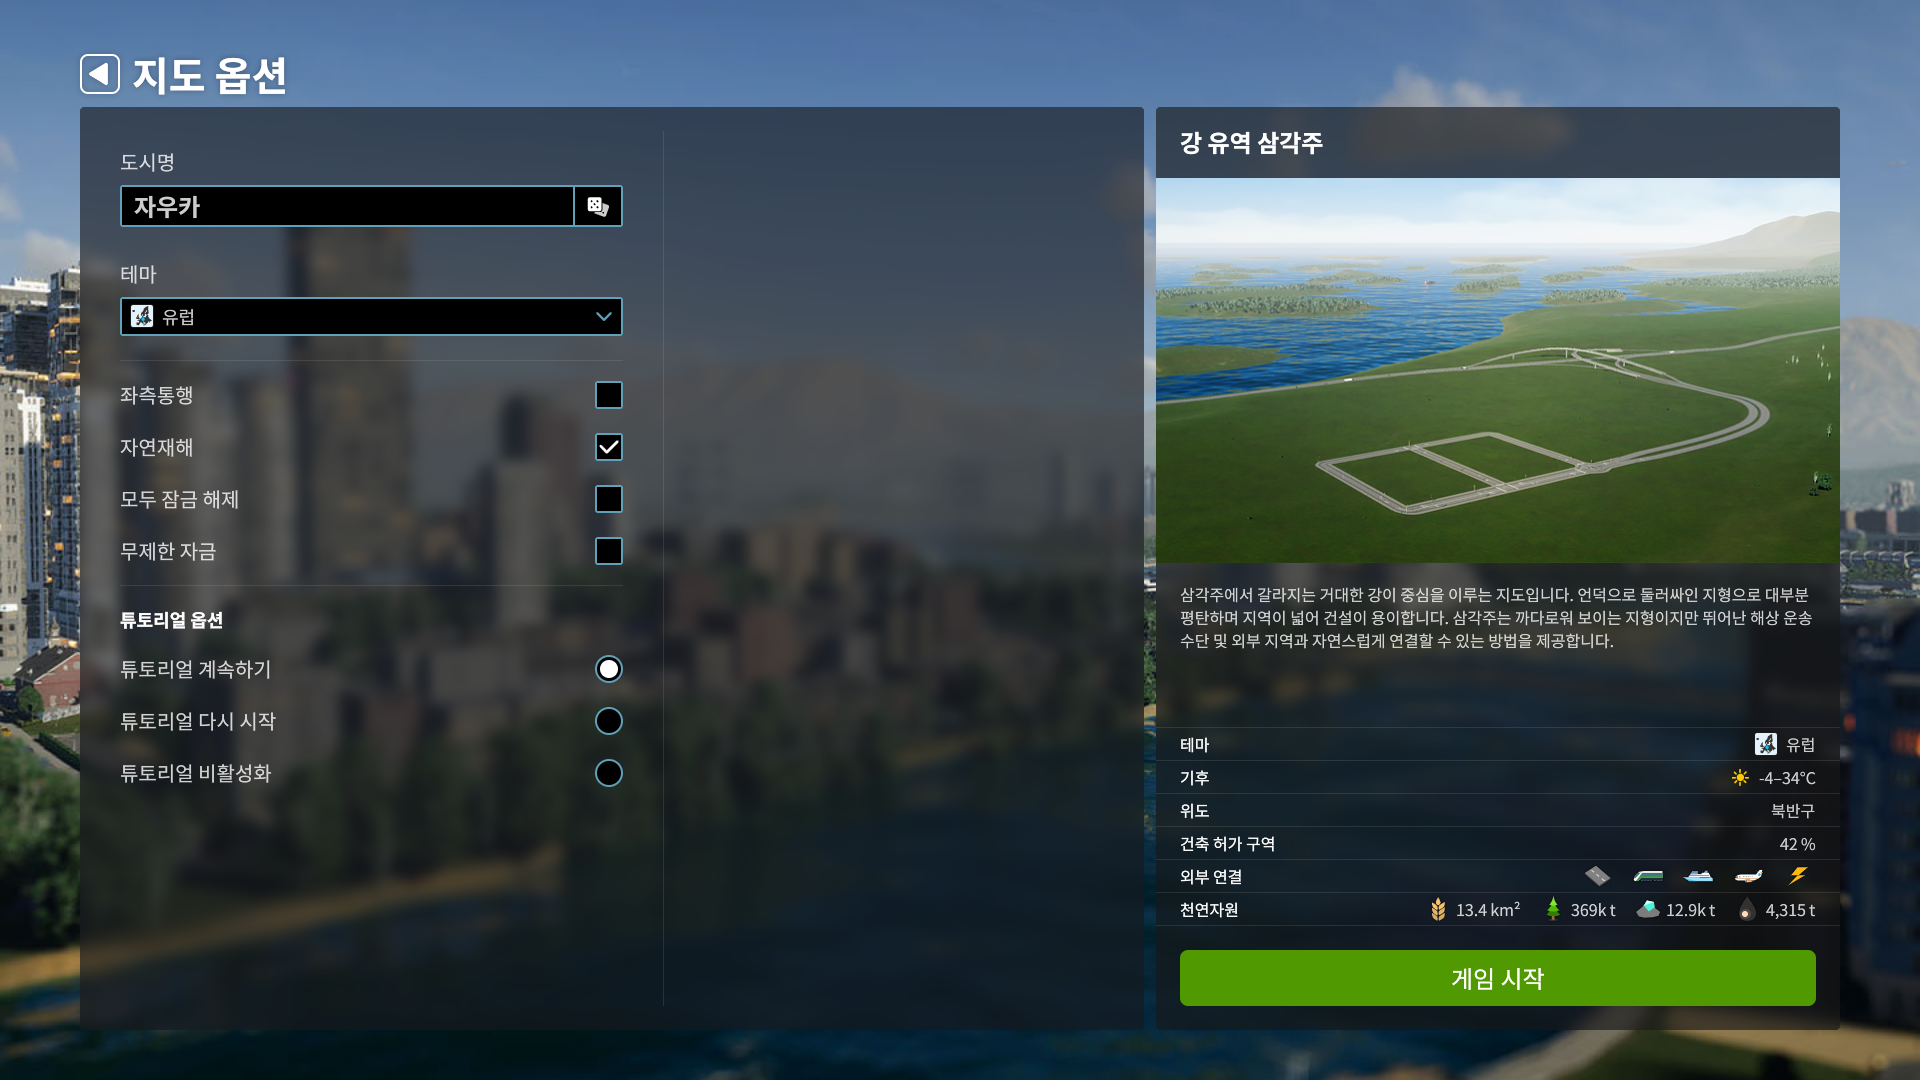 지도 옵션
도시명
자우카
테마
유럽
좌측통행
자연재해
모두 잠금 해제
무제한 자금
튜토리얼 옵션
튜토리얼 계속하기
튜토리얼 다시 시작
튜토리얼 비활성화
강 유역 삼각주
삼각주에서 갈라지는 거대한 강이 중심을 이루는 지도입니다. 언덕으로 둘러싸인 지형으로 대부분
평탄하며 지역이 넓어 건설이 용이합니다. 삼각주는 까다로워 보이는 지형이지만 뛰어난 해상 운송
수단 및 외부 지역과 자연스럽게 연결할 수 있는 방법을 제공합니다.
테마 유럽
기후 -4–34°C
위도 북반구
건축 허가 구역 42 %
외부 연결
천연자원 13.4 km² 369k t 12.9k t 4,315 t
게임 시작